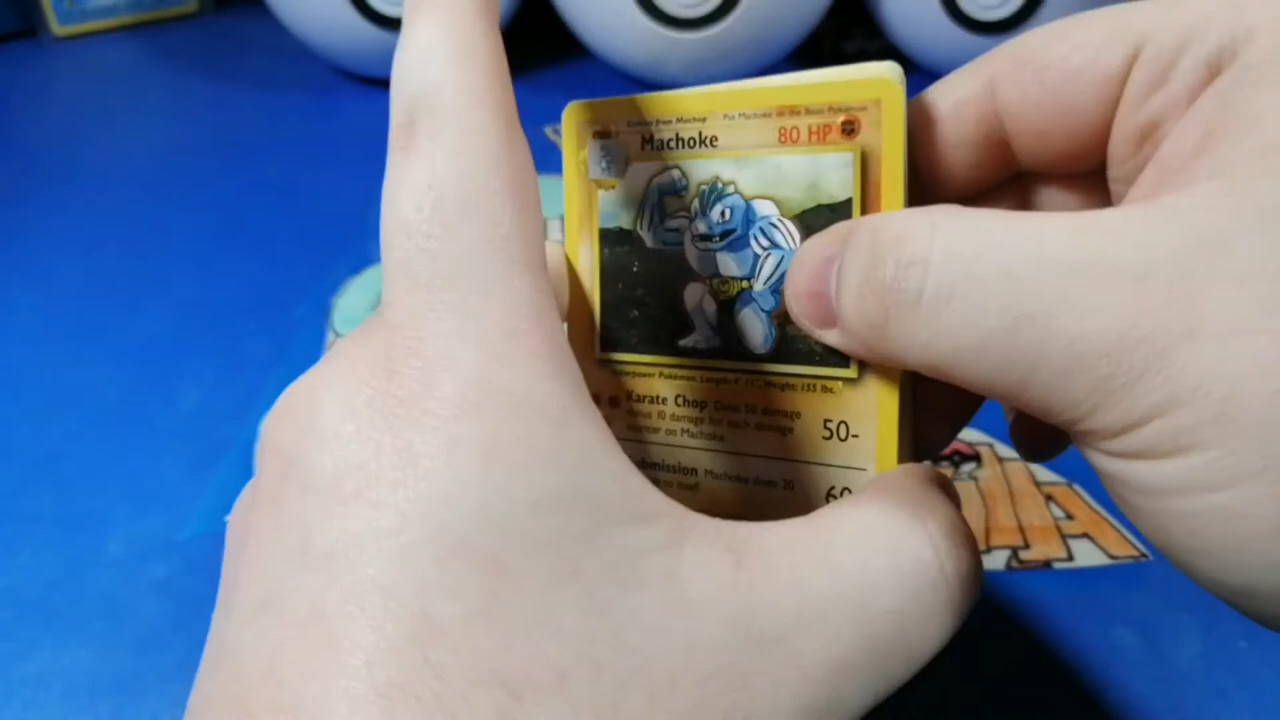 Evolves from Machop Put Machoke on the Basic Pokémon
Machoke 80 HP
Superpower Pokémon. Length: 4' 11", Weight: 155 lbs.
Karate Chop Does 50 damage
minus 10 damage for each damage
counter on Machoke.
50-
Submission Machoke does 20
to itself.
60